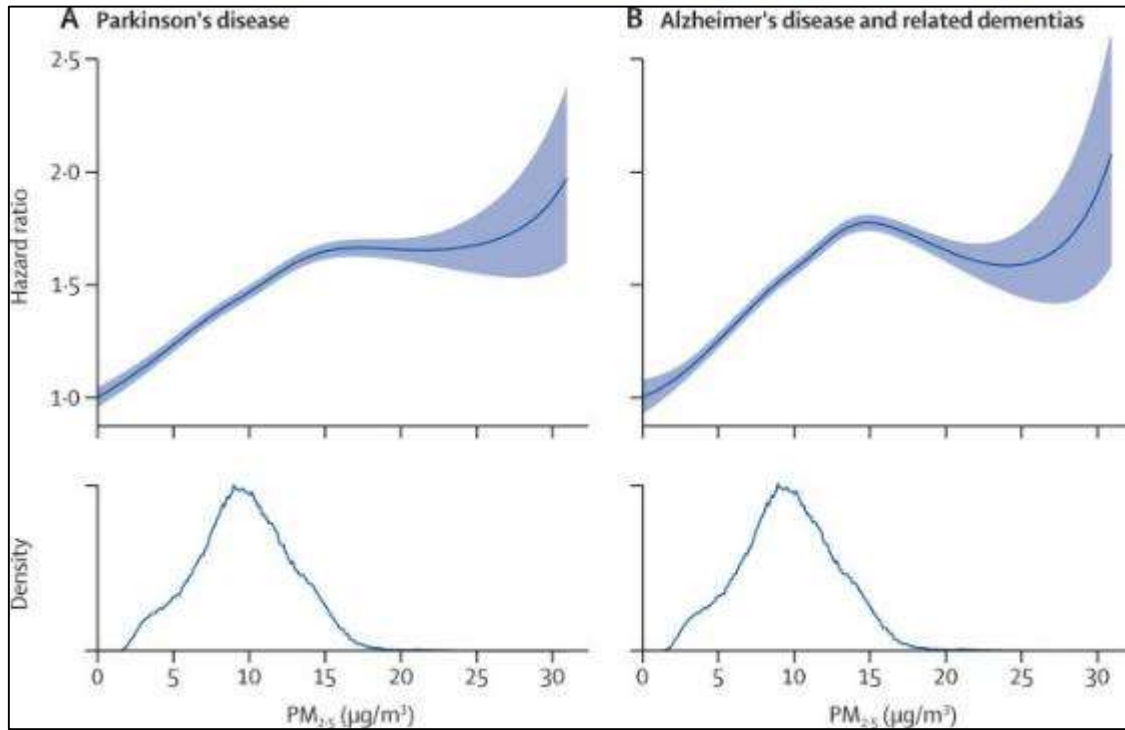 A Parkinson's disease
B Alzheimer's disease and related dementias
2·5
2·0
1·5
1·0
Hazard ratio
Density
0 5 10 15 20 25 30
0 5 10 15 20 25 30
PM2·5 (µg/m³)
PM2·5 (µg/m³)